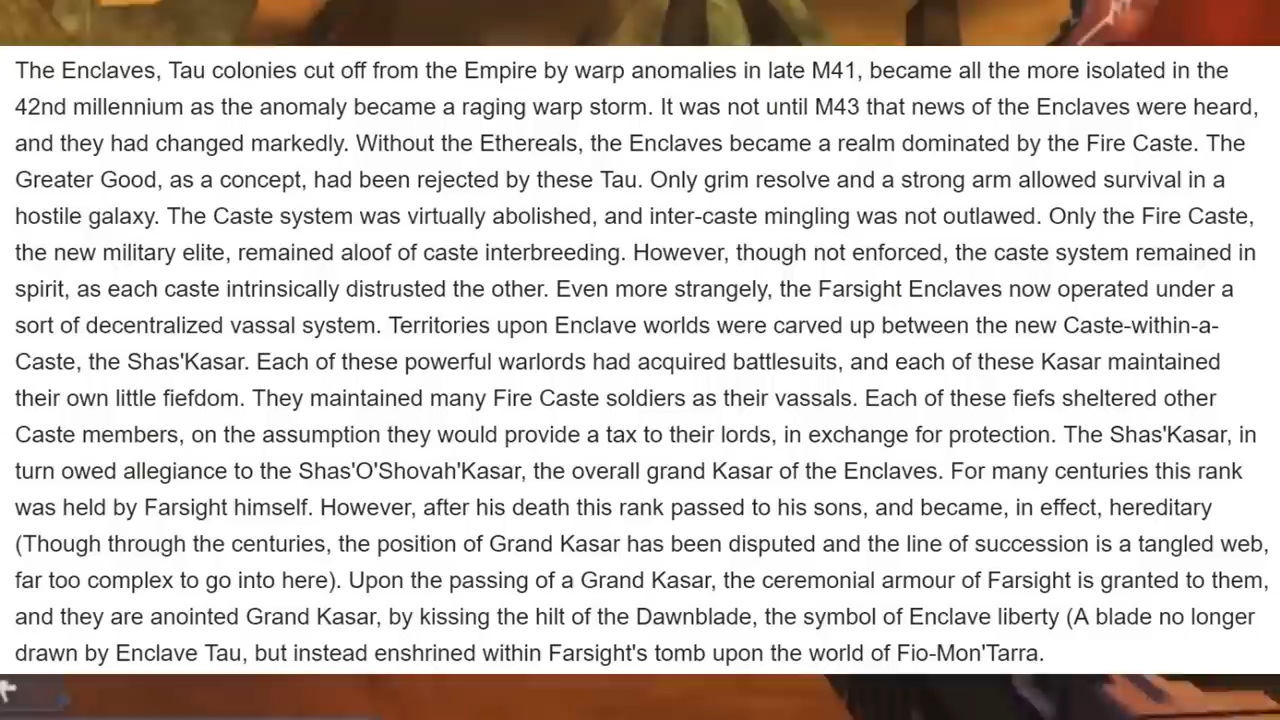 The Enclaves, Tau colonies cut off from the Empire by warp anomalies in late M41, became all the more isolated in the
42nd millennium as the anomaly became a raging warp storm. It was not until M43 that news of the Enclaves were heard,
and they had changed markedly. Without the Ethereals, the Enclaves became a realm dominated by the Fire Caste. The
Greater Good, as a concept, had been rejected by these Tau. Only grim resolve and a strong arm allowed survival in a
hostile galaxy. The Caste system was virtually abolished, and inter-caste mingling was not outlawed. Only the Fire Caste,
the new military elite, remained aloof of caste interbreeding. However, though not enforced, the caste system remained in
spirit, as each caste intrinsically distrusted the other. Even more strangely, the Farsight Enclaves now operated under a
sort of decentralized vassal system. Territories upon Enclave worlds were carved up between the new Caste-within-a-
Caste, the Shas'Kasar. Each of these powerful warlords had acquired battlesuits, and each of these Kasar maintained
their own little fiefdom. They maintained many Fire Caste soldiers as their vassals. Each of these fiefs sheltered other
Caste members, on the assumption they would provide a tax to their lords, in exchange for protection. The Shas'Kasar, in
turn owed allegiance to the Shas'O'Shovah'Kasar, the overall grand Kasar of the Enclaves. For many centuries this rank
was held by Farsight himself. However, after his death this rank passed to his sons, and became, in effect, hereditary
(Though through the centuries, the position of Grand Kasar has been disputed and the line of succession is a tangled web,
far too complex to go into here). Upon the passing of a Grand Kasar, the ceremonial armour of Farsight is granted to them,
and they are anointed Grand Kasar, by kissing the hilt of the Dawnblade, the symbol of Enclave liberty (A blade no longer
drawn by Enclave Tau, but instead enshrined within Farsight's tomb upon the world of Fio-Mon'Tarra.